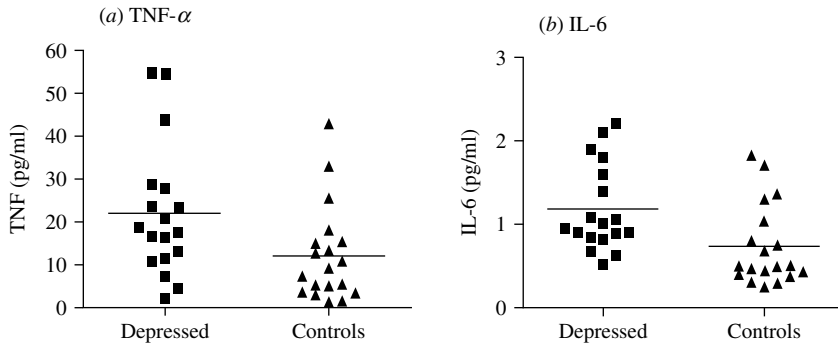 (a) TNF-α
60
50
40
30
20
10
0
TNF (pg/ml)
Depressed Controls
(b) IL-6
3
2
1
0
IL-6 (pg/ml)
Depressed Controls